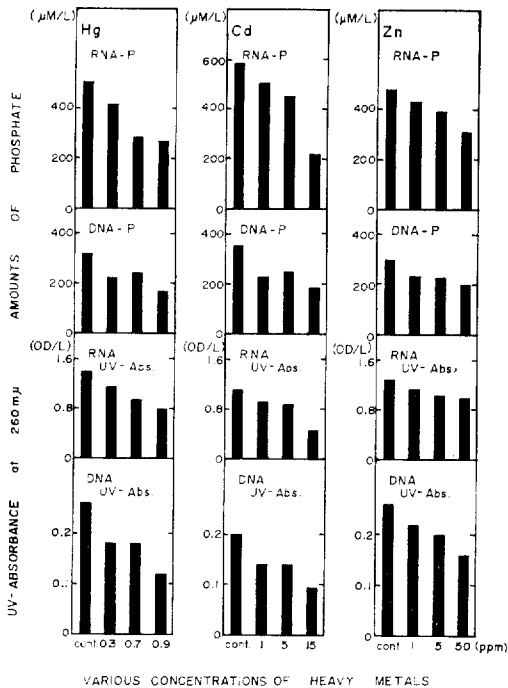 (μM/L) (μM/L) (μM/L)
Hg Cd Zn
RNA-P RNA-P RNA-P
600
400 400 400
200 200 200
0 0 0
DNA-P DNA-P DNA-P
400 400 400
200 200 200
0 0 0
(OD/L) (OD/L) (OD/L)
1.6 1.6 1.6
RNA RNA RNA
UV-Abs. UV-Abs. UV-Abs.
0.8 0.8 0.8
0 0 0
DNA DNA DNA
UV-Abs. UV-Abs. UV-Abs.
0.2 0.2 0.2
0.1 0.1 0.1
0 0 0
cont. 0.3 0.7 0.9 cont. 1 5 15 cont. 1 5 50 (ppm)
VARIOUS CONCENTRATIONS OF HEAVY METALS
AMOUNTS OF PHOSPHATE
UV-ABSORBANCE at 260 mμ